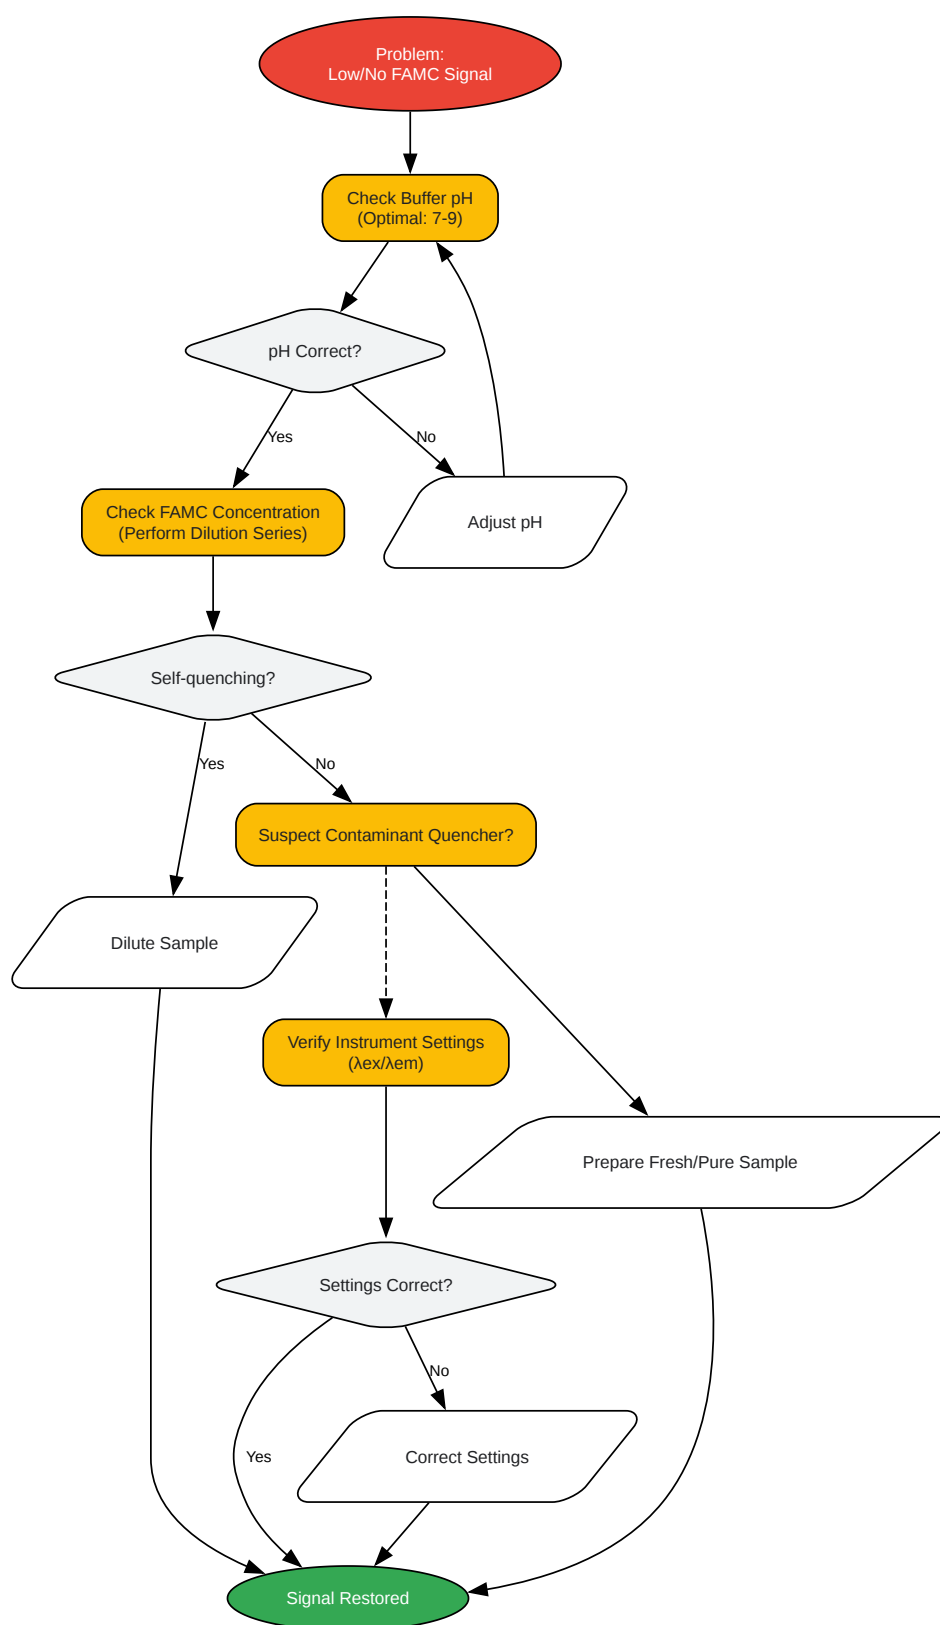 Problem:
Low/No FAMC Signal
Check Buffer pH
(Optimal: 7-9)
pH Correct?
Yes
No
Check FAMC Concentration
(Perform Dilution Series)
Adjust pH
Self-quenching?
Yes
No
Suspect Contaminant Quencher?
Dilute Sample
Verify Instrument Settings
(λex/λem)
Prepare Fresh/Pure Sample
Settings Correct?
No
Yes
Correct Settings
Signal Restored